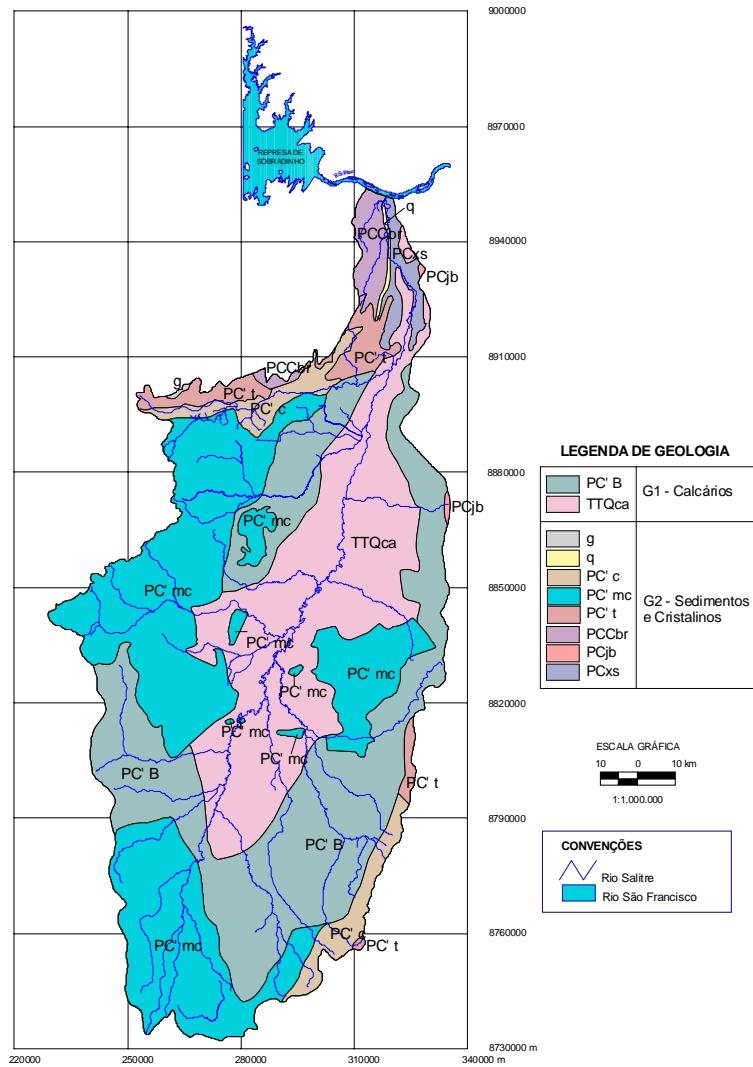 9000000
8970000
REPRESA DE
SOBRADINHO
q
8940000
PCCbr
PCxs
PCjb
8910000
PCCbr
PC' t
g
PC' t
PC' c
LEGENDA DE GEOLOGIA
PC' B
G1 - Calcários
TTQca
g
q
PC' c
PC' mc
G2 - Sedimentos
e Cristalinos
PC' t
PCCbr
PCjb
PCxs
8880000
PCjb
PC' mc
TTQca
8850000
PC' mc
PC' mc
PC' mc
PC' mc
8820000
PC' mc
PC' mc
PC' B
PC' t
ESCALA GRÁFICA
10 0 10 km
1:1.000.000
8790000
PC' B
CONVENÇÕES
Rio Salitre
Rio São Francisco
8760000
PC' mc
PC' c
PC' t
8730000 m
220000 250000 280000 310000 340000 m